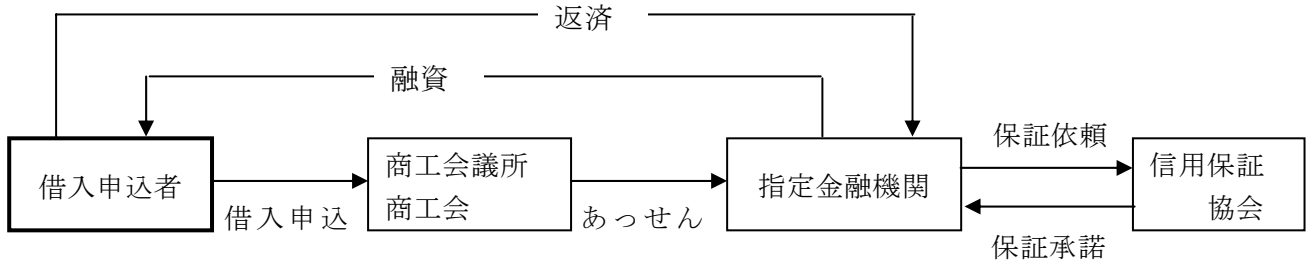 返済
融資
借入申込者
借入申込
商工会議所
商工会
あっせん
指定金融機関
保証依頼
保証承諾
信用保証
協会